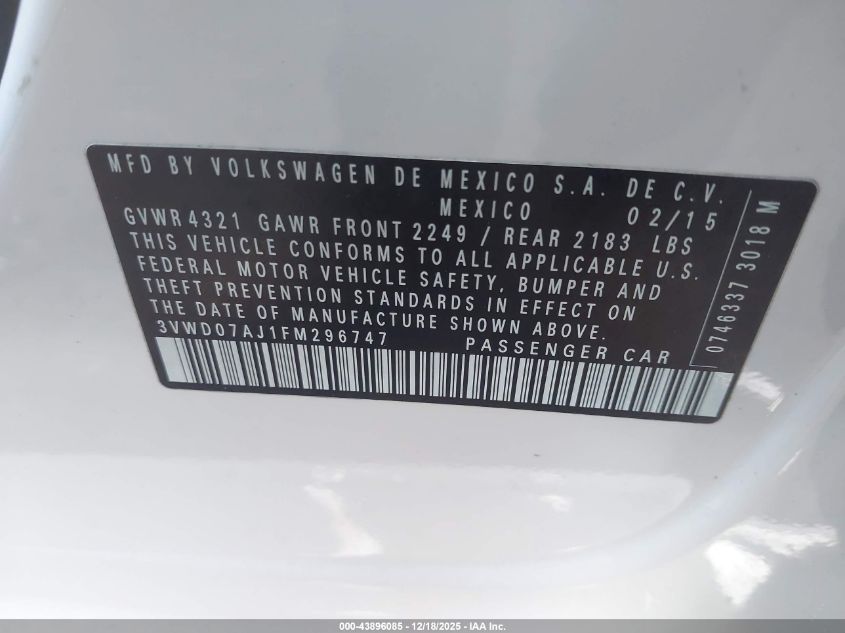 MFD BY VOLKSWAGEN DE MEXICO S.A. DE C.V.
MEXICO 02/15
GVWR 4321 GAWR FRONT 2249 / REAR 2183 LBS
THIS VEHICLE CONFORMS TO ALL APPLICABLE U.S.
FEDERAL MOTOR VEHICLE SAFETY, BUMPER AND
THEFT PREVENTION STANDARDS IN EFFECT ON
THE DATE OF MANUFACTURE SHOWN ABOVE.
3VWD07AJ1FM296747 PASSENGER CAR
0746337 3018 M
000-43896085 - 12/18/2025 - IAA Inc.